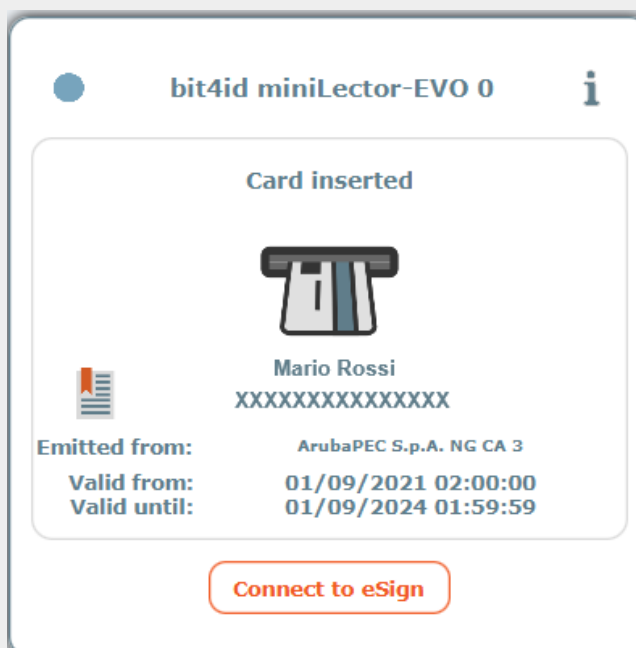 bit4id miniLector-EVO 0
Card inserted
Mario Rossi
XXXXXXXXXXXXXXX
Emitted from: ArubaPEC S.p.A. NG CA 3
Valid from: 01/09/2021 02:00:00
Valid until: 01/09/2024 01:59:59
Connect to eSign